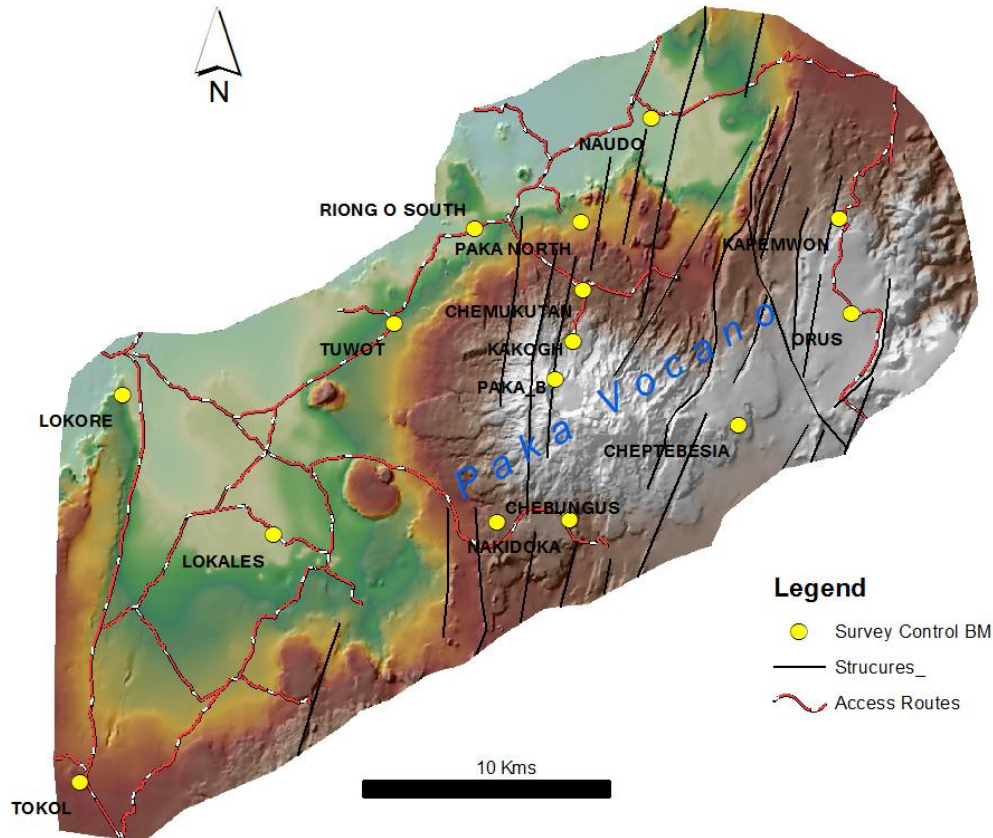 N
NAUDO
RIONG O SOUTH
PAKA NORTH
KAPEMWON
CHEMUKUTAN
TUWOT
KAKOGH
ORUS
PAKA_B
LOKORE
Paka Vocano
CHEPTEBESIA
CHEBUNGUS
NAKIDOKA
LOKALES
Legend
Survey Control BM
Strucures_
Access Routes
10 Kms
TOKOL